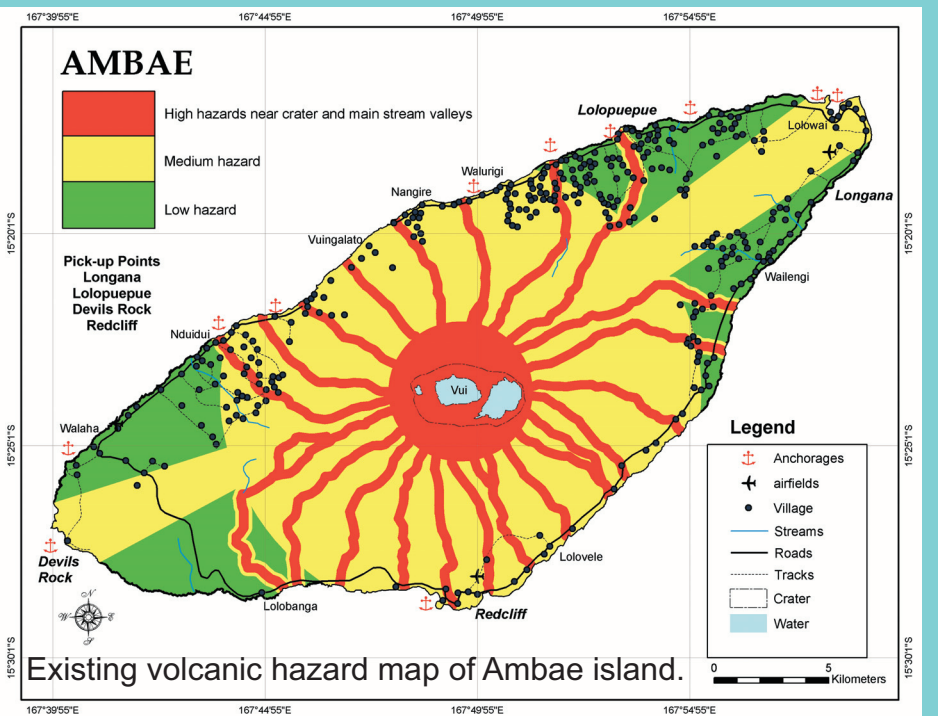 167°39'55"E
167°44'55"E
167°49'55"E
167°54'55"E
AMBAE
High hazards near crater and main stream valleys
Medium hazard
Low hazard
Pick-up Points
Longana
Lolopuepue
Devils Rock
Redcliff
Lolopuepue
Lolowai
Longana
Walurigi
Nangire
Vuingalato
Wailengi
Nduidui
Vui
Walaha
Devils
Rock
Lolobanga
Lolovele
Redcliff
15°20'1"S
15°20'1"S
15°25'1"S
15°25'1"S
15°30'1"S
15°30'1"S
N
W E
S
Legend
Anchorages
airfields
Village
Streams
Roads
Tracks
Crater
Water
0 5
Kilometers
Existing volcanic hazard map of Ambae island.
167°39'55"E
167°44'55"E
167°49'55"E
167°54'55"E